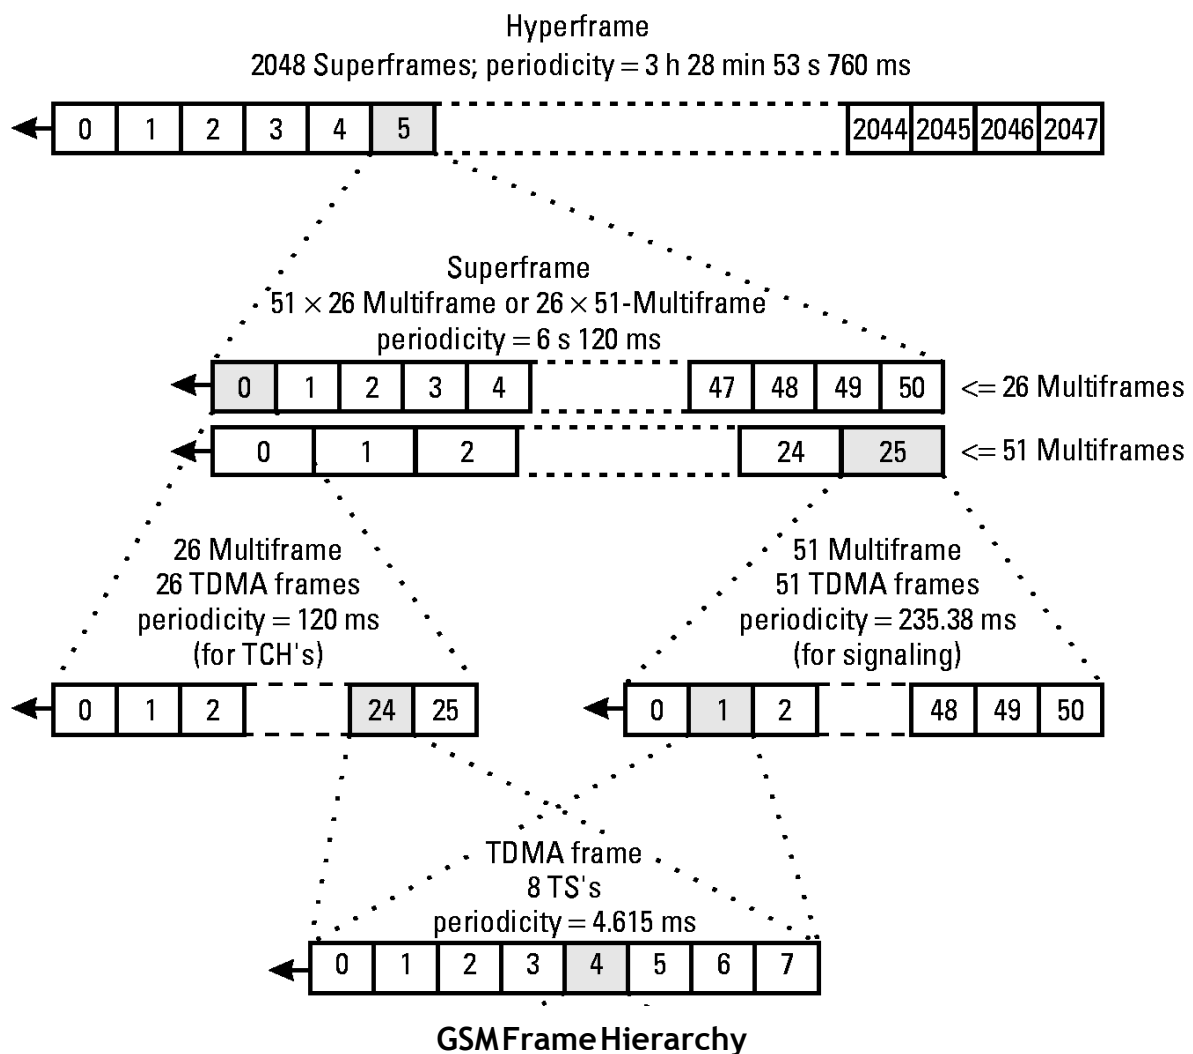 Hyperframe
2048 Superframes; periodicity = 3 h 28 min 53 s 760 ms
0 1 2 3 4 5 2044 2045 2046 2047
Superframe
51 × 26 Multiframe or 26 × 51-Multiframe
periodicity = 6 s 120 ms
0 1 2 3 4 47 48 49 50 <= 26 Multiframes
0 1 2 24 25 <= 51 Multiframes
26 Multiframe
26 TDMA frames
periodicity = 120 ms
(for TCH's)
51 Multiframe
51 TDMA frames
periodicity = 235.38 ms
(for signaling)
0 1 2 24 25
0 1 2 48 49 50
TDMA frame
8 TS's
periodicity = 4.615 ms
0 1 2 3 4 5 6 7
GSM Frame Hierarchy